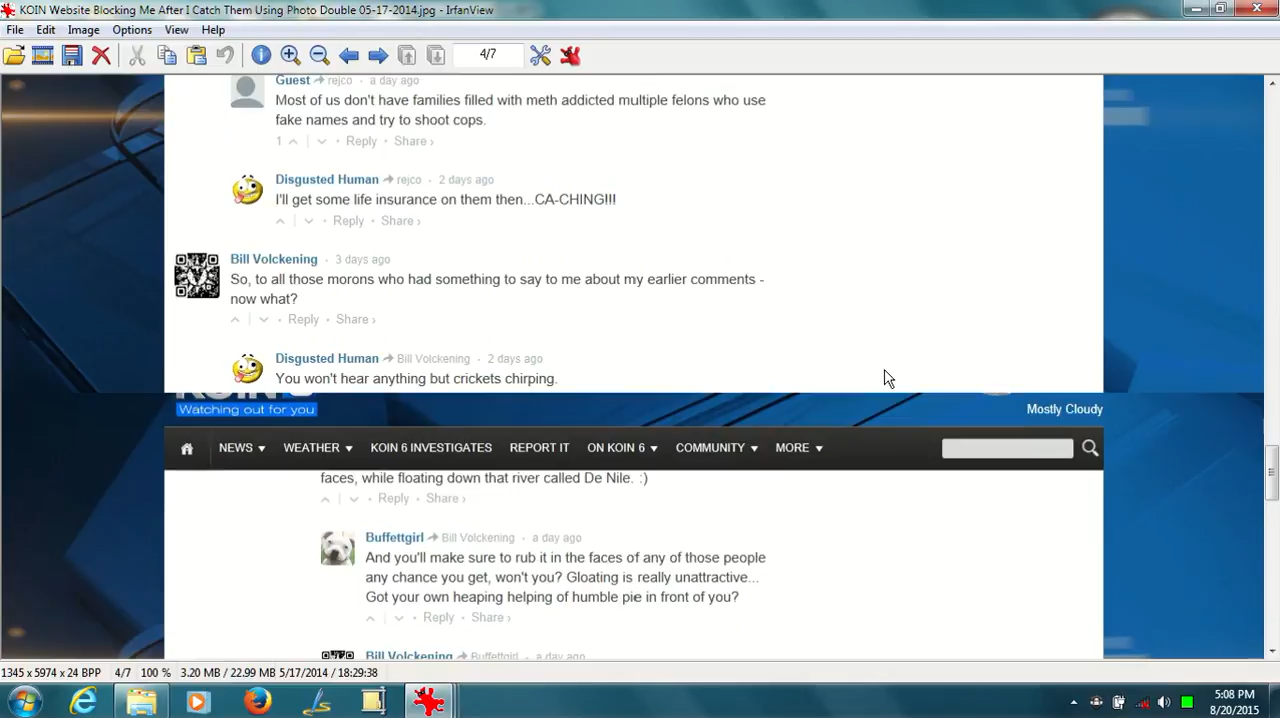 KOIN Website Blocking Me After I Catch Them Using Photo Double 05-17-2014.jpg - IrfanView
File Edit Image Options View Help
4/7
Guest rejco · a day ago
Most of us don't have families filled with meth addicted multiple felons who use
fake names and try to shoot cops.
1 · Reply · Share ›
Disgusted Human rejco · 2 days ago
I'll get some life insurance on them then...CA-CHING!!!
· Reply · Share ›
Bill Volckening · 3 days ago
So, to all those morons who had something to say to me about my earlier comments -
now what?
· Reply · Share ›
Disgusted Human Bill Volckening · 2 days ago
You won't hear anything but crickets chirping.
KOIN 6
Watching out for you
Mostly Cloudy
NEWS WEATHER KOIN 6 INVESTIGATES REPORT IT ON KOIN 6 COMMUNITY MORE
faces, while floating down that river called De Nile. :)
· Reply · Share ›
Buffettgirl Bill Volckening · a day ago
And you'll make sure to rub it in the faces of any of those people
any chance you get, won't you? Gloating is really unattractive...
Got your own heaping helping of humble pie in front of you?
· Reply · Share ›
Bill Volckening Buffettgirl · a day ago
1345 x 5974 x 24 BPP 4/7 100 % 3.20 MB / 22.99 MB 5/17/2014 / 18:29:38
5:08 PM
8/20/2015